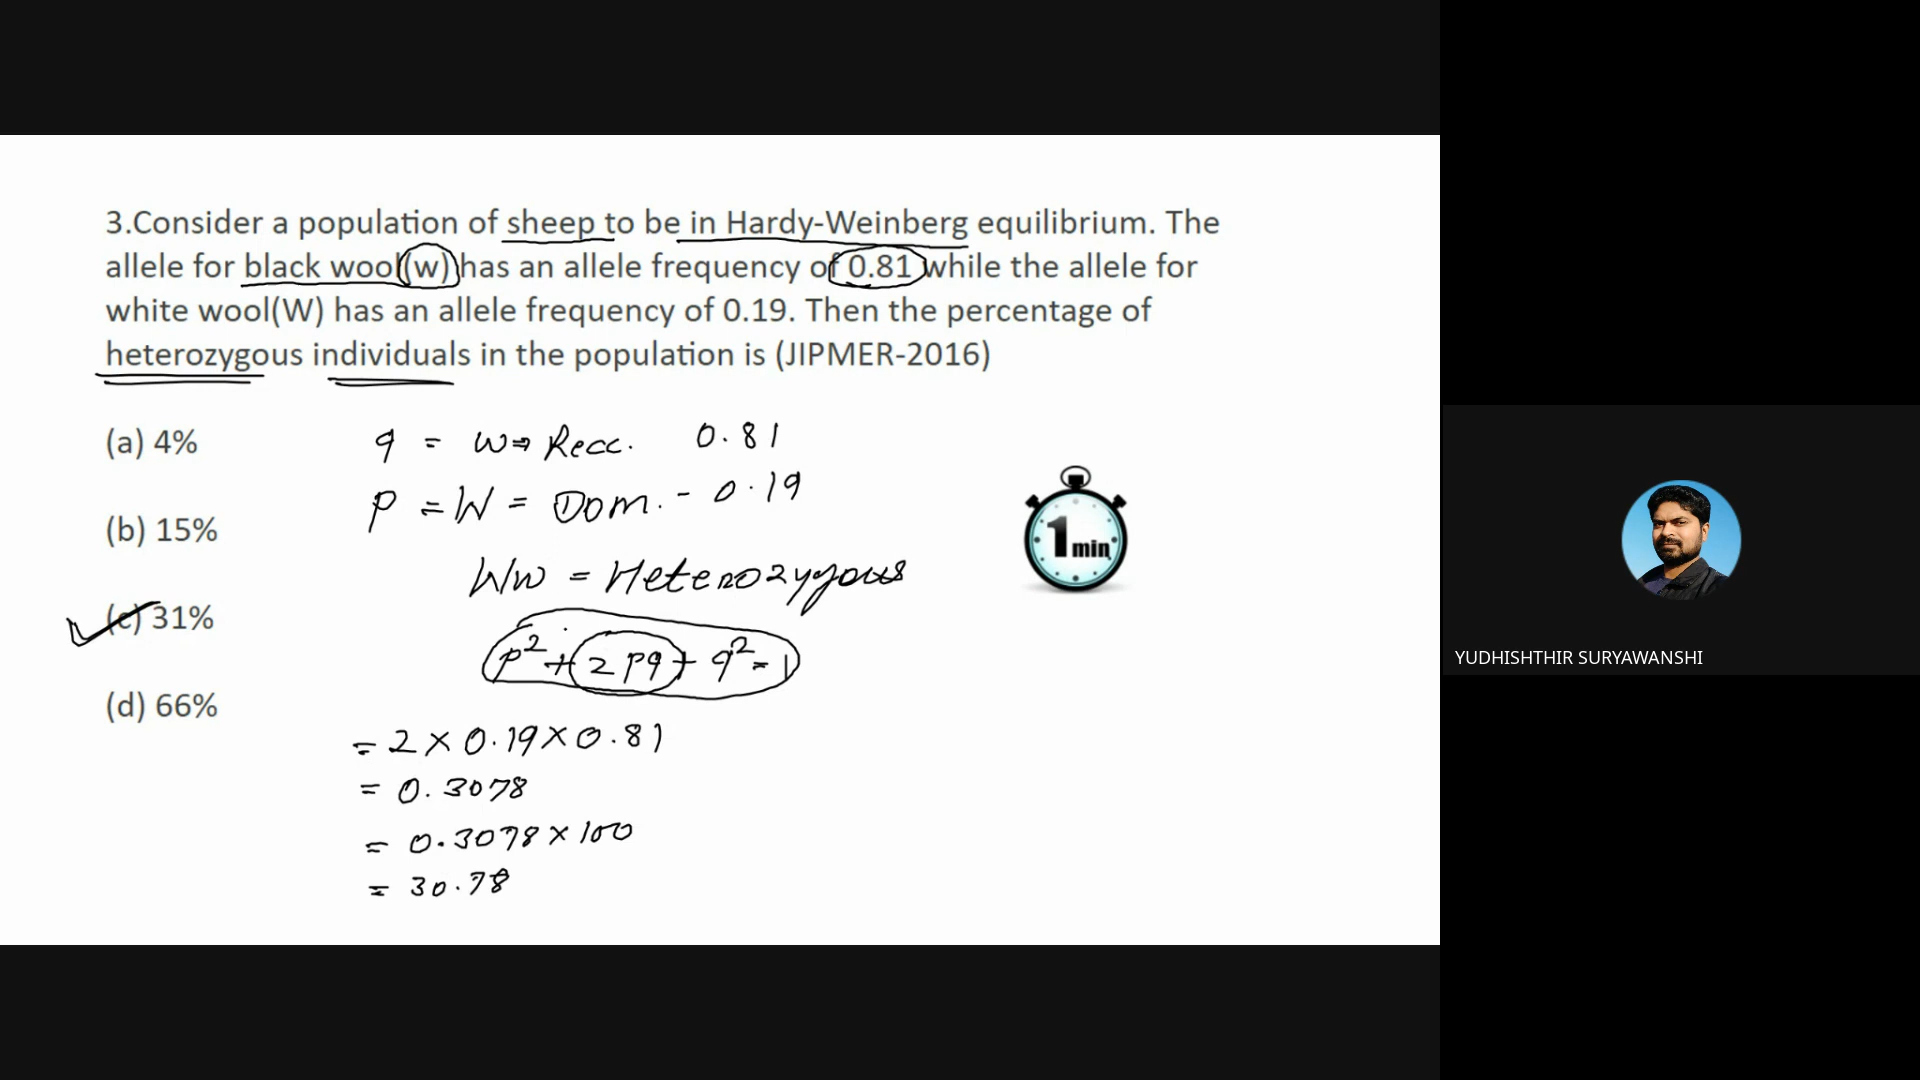 3.Consider a population of sheep to be in Hardy-Weinberg equilibrium. The
allele for black wool(w) has an allele frequency of 0.81 while the allele for
white wool(W) has an allele frequency of 0.19. Then the percentage of
heterozygous individuals in the population is (JIPMER-2016)
(a) 4%
(b) 15%
(c) 31%
(d) 66%
q = w ⇒ Recc. 0.81
P = W = Dom. - 0.19
Ww = Heterozygous
p² + 2pq + q² = 1
= 2 × 0.19 × 0.81
= 0.3078
= 0.3078 × 100
= 30.78
1 min
YUDHISHTHIR SURYAWANSHI